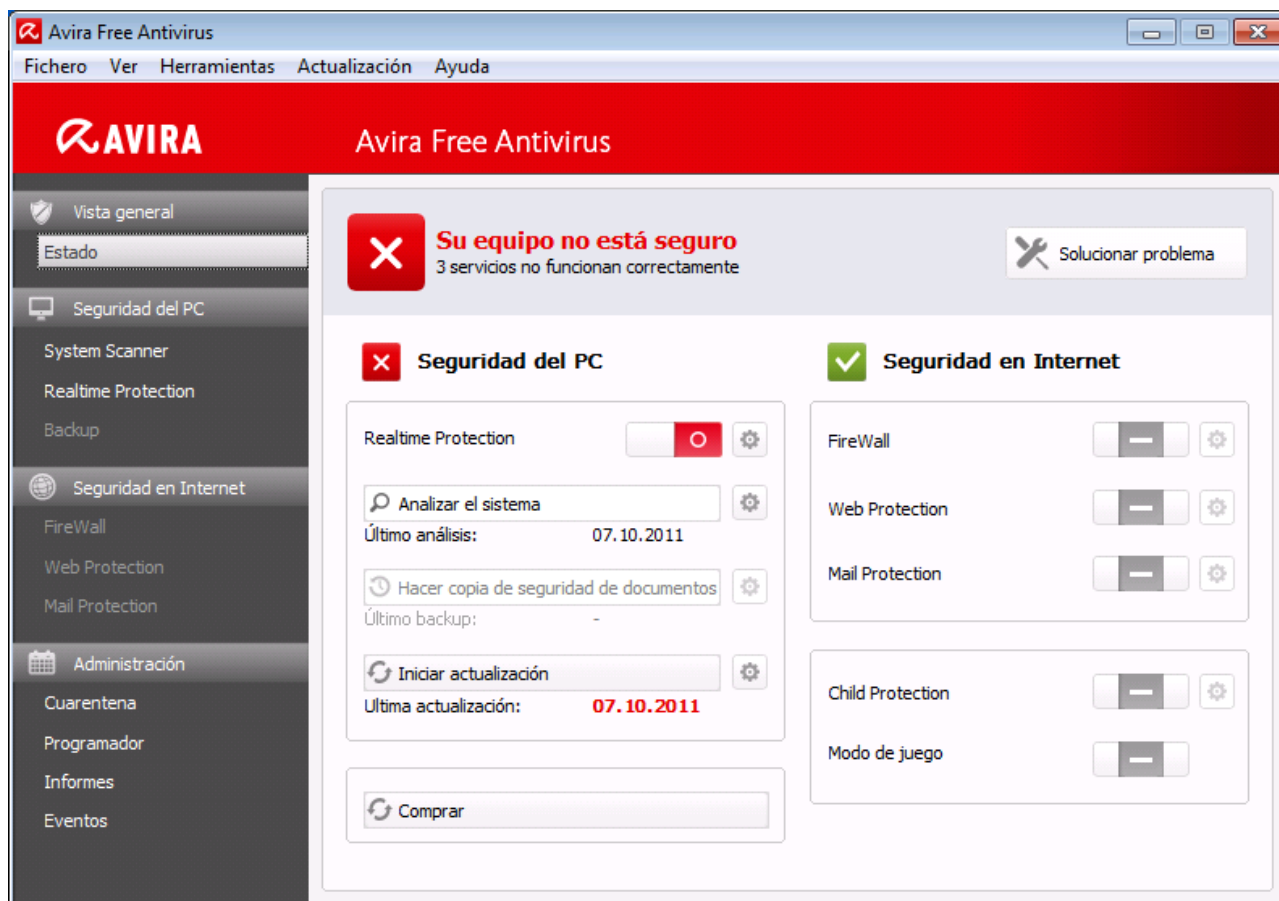 Avira Free Antivirus
Fichero Ver Herramientas Actualización Ayuda
AVIRA
Avira Free Antivirus
Vista general
Estado
Seguridad del PC
System Scanner
Realtime Protection
Backup
Seguridad en Internet
FireWall
Web Protection
Mail Protection
Administración
Cuarentena
Programador
Informes
Eventos
Su equipo no está seguro
3 servicios no funcionan correctamente
Solucionar problema
Seguridad del PC
Realtime Protection
Analizar el sistema
Último análisis: 07.10.2011
Hacer copia de seguridad de documentos
Último backup: -
Iniciar actualización
Ultima actualización: 07.10.2011
Comprar
Seguridad en Internet
FireWall
Web Protection
Mail Protection
Child Protection
Modo de juego